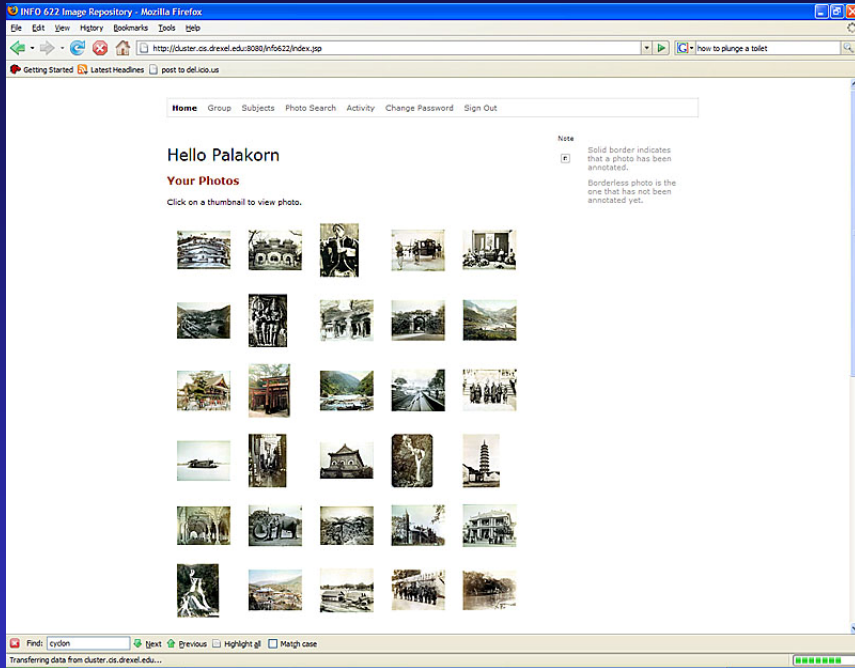 INFO 622 Image Repository - Mozilla Firefox
File Edit View History Bookmarks Tools Help
http://cluster.cis.drexel.edu:8080/info622/index.jsp
how to plunge a toilet
Getting Started Latest Headlines post to del.icio.us
Home Group Subjects Photo Search Activity Change Password Sign Out
Note
Solid border indicates
that a photo has been
annotated.
Borderless photo is the
one that has not been
annotated yet.
Hello Palakorn
Your Photos
Click on a thumbnail to view photo.
Find: cyclon Next Previous Highlight all Match case
Transferring data from cluster.cis.drexel.edu...